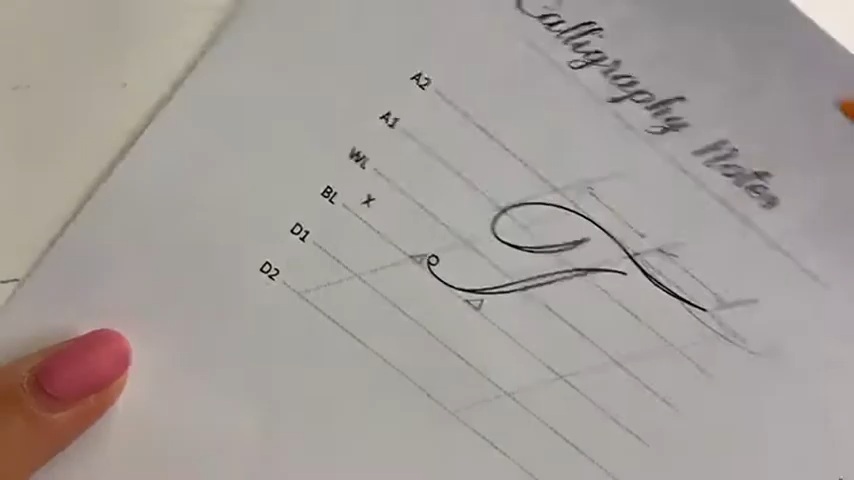 Calligraphy Notes
A2
A1
WL
X
BL
D1
D2
T